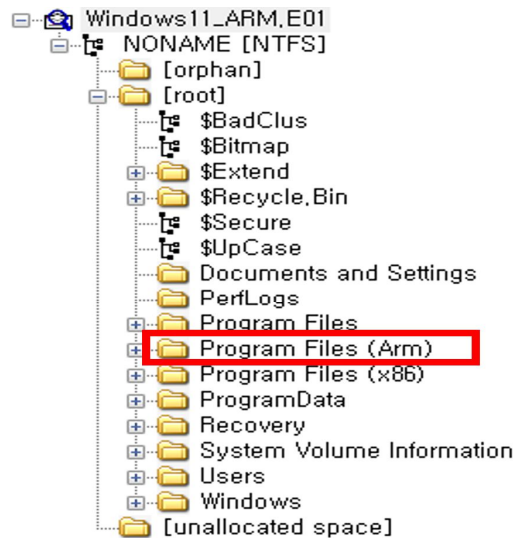 Windows11_ARM.E01
NONAME [NTFS]
[orphan]
[root]
$BadClus
$Bitmap
$Extend
$Recycle.Bin
$Secure
$UpCase
Documents and Settings
PerfLogs
Program Files
Program Files (Arm)
Program Files (x86)
ProgramData
Recovery
System Volume Information
Users
Windows
[unallocated space]